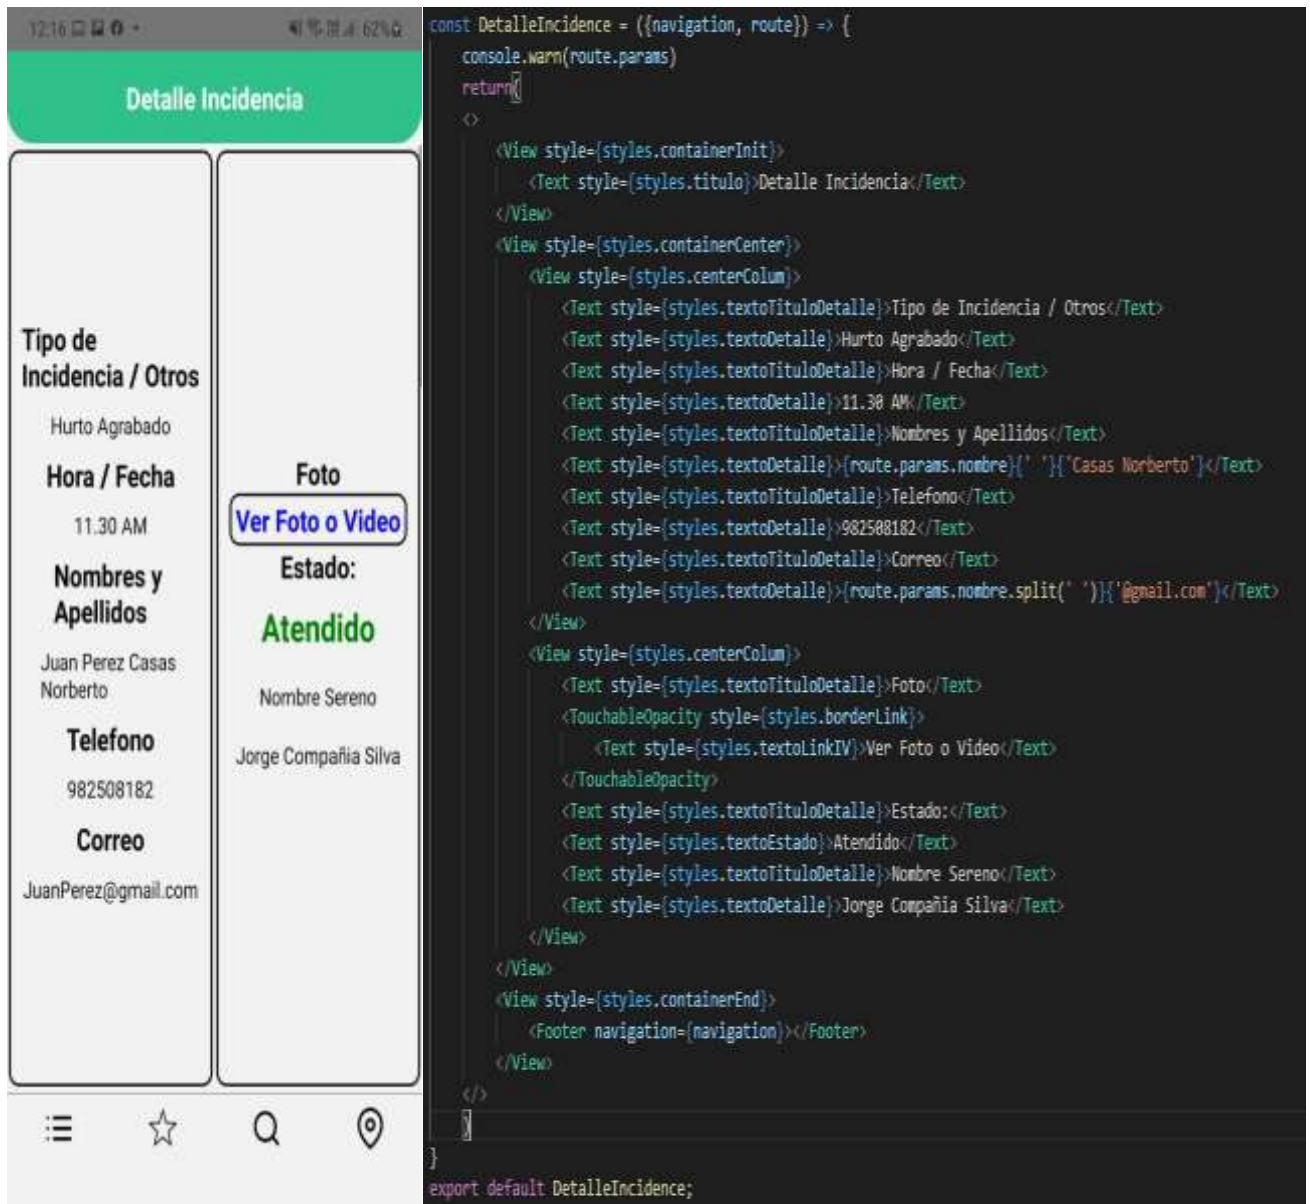 12:16
62%
Detalle Incidencia
Tipo de
Incidencia / Otros
Hurto Agrabado
Hora / Fecha
11.30 AM
Nombres y
Apellidos
Juan Perez Casas
Norberto
Telefono
982508182
Correo
JuanPerez@gmail.com
Foto
Ver Foto o Video
Estado:
Atendido
Nombre Sereno
Jorge Compañia Silva
const DetalleIncidence = ({navigation, route}) => {
console.warn(route.params)
return(
<>
<View style={styles.containerInit}>
<Text style={styles.titulo}>Detalle Incidencia</Text>
</View>
<View style={styles.containerCenter}>
<View style={styles.centerColum}>
<Text style={styles.textoTituloDetalle}>Tipo de Incidencia / Otros</Text>
<Text style={styles.textoDetalle}>Hurto Agrabado</Text>
<Text style={styles.textoTituloDetalle}>Hora / Fecha</Text>
<Text style={styles.textoDetalle}>11.30 AM</Text>
<Text style={styles.textoTituloDetalle}>Nombres y Apellidos</Text>
<Text style={styles.textoDetalle}>{route.params.nombre}{' '}{'Casas Norberto'}</Text>
<Text style={styles.textoTituloDetalle}>Telefono</Text>
<Text style={styles.textoDetalle}>982508182</Text>
<Text style={styles.textoTituloDetalle}>Correo</Text>
<Text style={styles.textoDetalle}>{route.params.nombre.split(' ')}{'@gmail.com'}</Text>
</View>
<View style={styles.centerColum}>
<Text style={styles.textoTituloDetalle}>Foto</Text>
<TouchableOpacity style={styles.borderLink}>
<Text style={styles.textoLinkIV}>Ver Foto o Video</Text>
</TouchableOpacity>
<Text style={styles.textoTituloDetalle}>Estado:</Text>
<Text style={styles.textoEstado}>Atendido</Text>
<Text style={styles.textoTituloDetalle}>Nombre Sereno</Text>
<Text style={styles.textoDetalle}>Jorge Compañia Silva</Text>
</View>
</View>
<View style={styles.containerEnd}>
<Footer navigation={navigation}></Footer>
</View>
</>
)
}
export default DetalleIncidence;